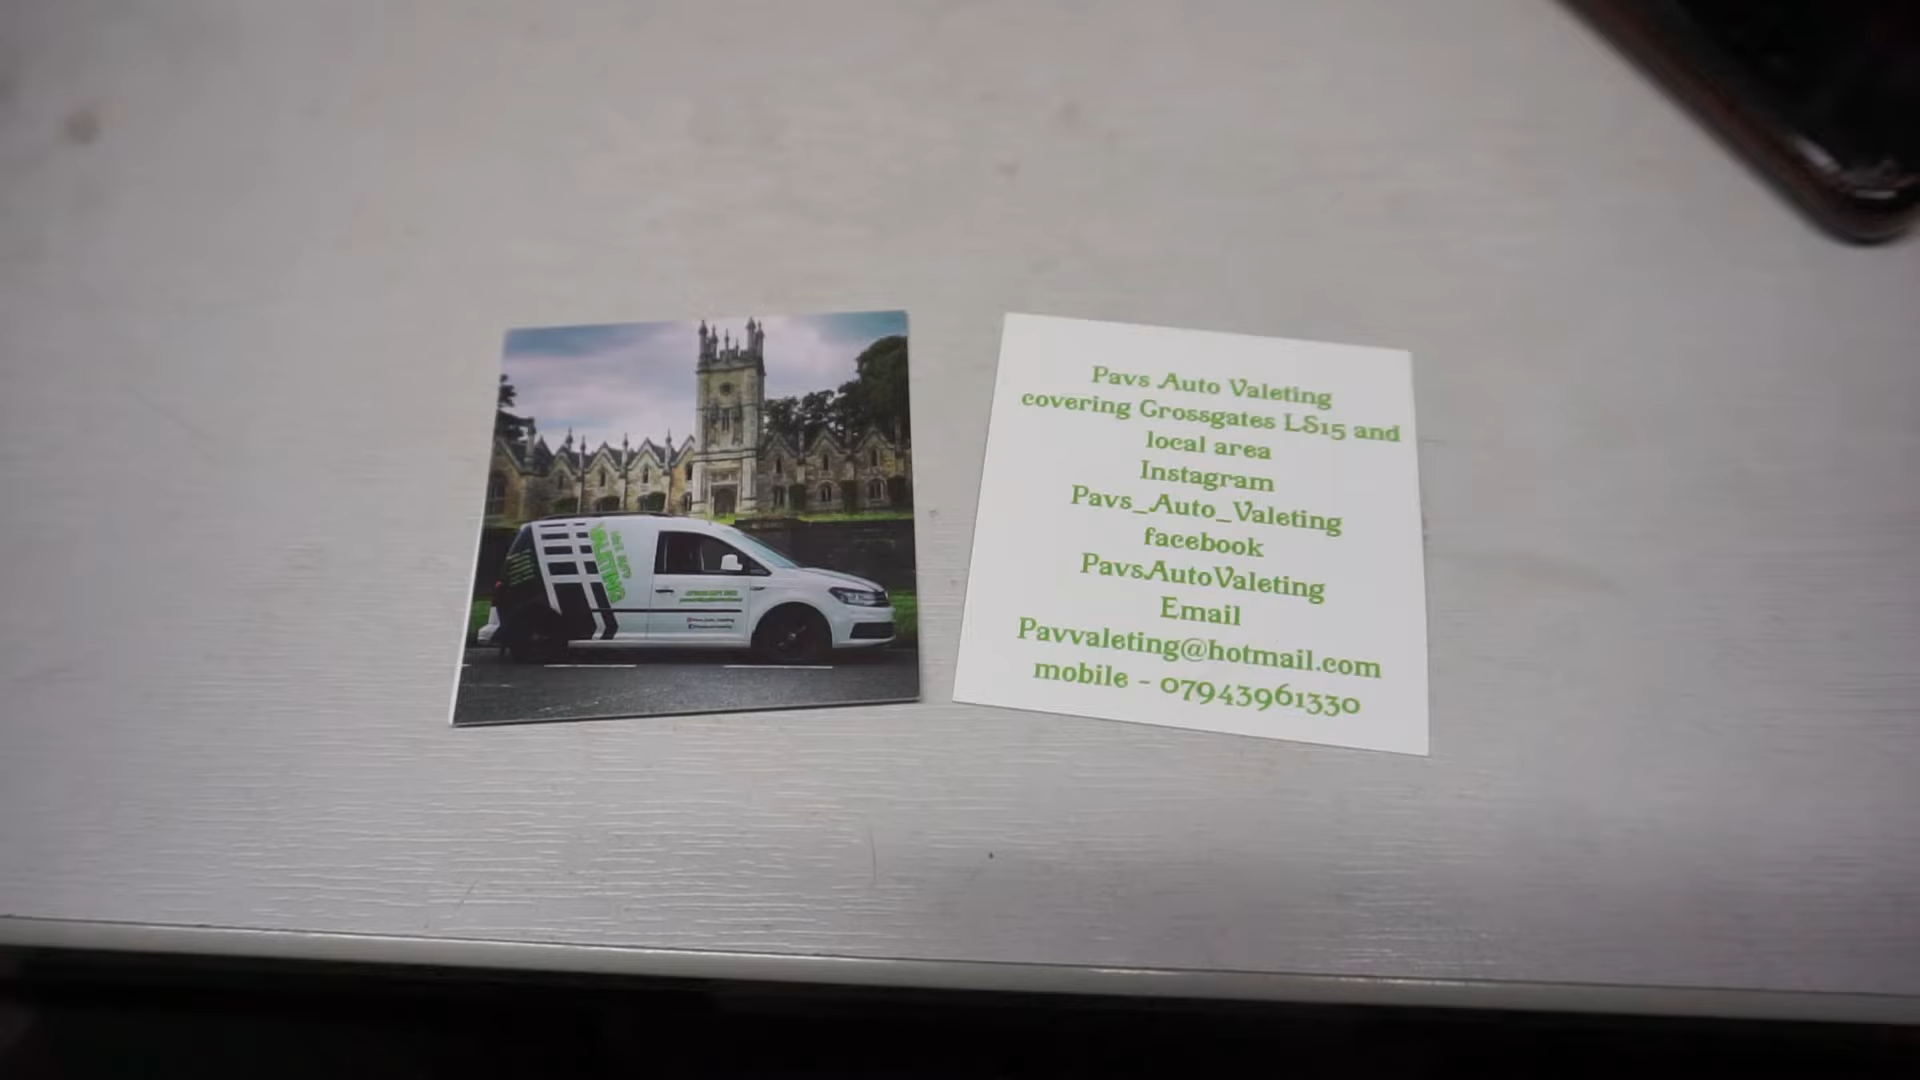 VALETING
Pavs Auto Valeting
covering Grossgates LS15 and
local area
Instagram
Pavs_Auto_Valeting
facebook
PavsAutoValeting
Email
Pavvaleting@hotmail.com
mobile - 07943961330